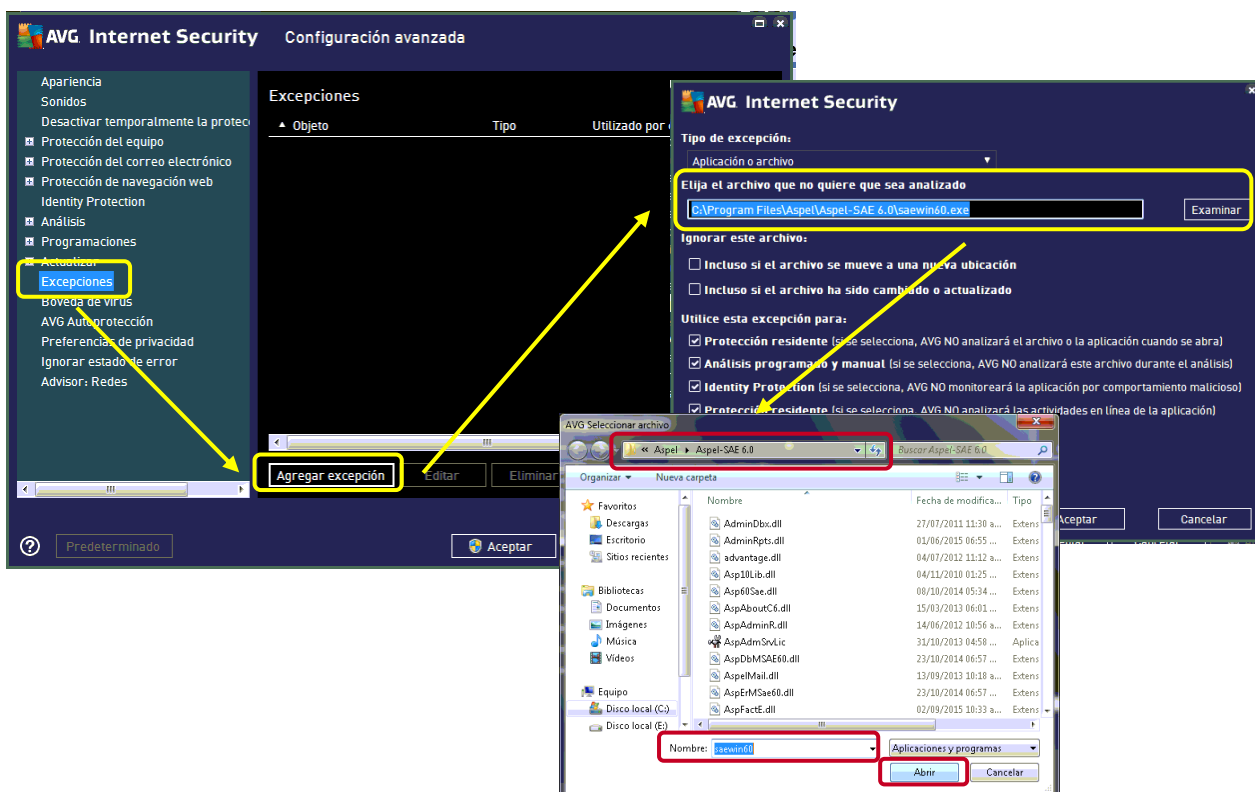 AVG Internet Security Configuración avanzada
Apariencia
Sonidos
Desactivar temporalmente la protec
Protección del equipo
Protección del correo electrónico
Protección de navegación web
Identity Protection
Análisis
Programaciones
Actualizar
Excepciones
Bóveda de virus
AVG Autoprotección
Preferencias de privacidad
Ignorar estado de error
Advisor: Redes
Excepciones
Objeto Tipo Utilizado por
Agregar excepción Editar Eliminar
Predeterminado
Aceptar
AVG Internet Security
Tipo de excepción:
Aplicación o archivo
Elija el archivo que no quiere que sea analizado
C:\Program Files\Aspel\Aspel-SAE 6.0\saewin60.exe
Examinar
Ignorar este archivo:
Incluso si el archivo se mueve a una nueva ubicación
Incluso si el archivo ha sido cambiado o actualizado
Utilice esta excepción para:
Protección residente (si se selecciona, AVG NO analizará el archivo o la aplicación cuando se abra)
Análisis programado y manual (si se selecciona, AVG NO analizará este archivo durante el análisis)
Identity Protection (si se selecciona, AVG NO monitoreará la aplicación por comportamiento malicioso)
Protección residente (si se selecciona, AVG NO analizará las actividades en línea de la aplicación)
Aceptar Cancelar
AVG Seleccionar archivo
« Aspel Aspel-SAE 6.0
Buscar Aspel-SAE 6.0
Organizar Nueva carpeta
Favoritos
Descargas
Escritorio
Sitios recientes
Bibliotecas
Documentos
Imágenes
Música
Vídeos
Equipo
Disco local (C:)
Disco local (E:)
Nombre Fecha de modifica... Tipo
AdminDbx.dll 27/07/2011 11:30 a... Extens
AdminRpts.dll 01/06/2015 06:55 ... Extens
advantage.dll 04/07/2012 11:12 a... Extens
Asp10Lib.dll 04/11/2010 01:25 ... Extens
Asp60Sae.dll 08/10/2014 05:34 ... Extens
AspAboutC6.dll 15/03/2013 06:01 ... Extens
AspAdminR.dll 14/06/2012 10:56 a... Extens
AspAdmSrvLic 31/10/2013 04:58 ... Aplica
AspDbMSAE60.dll 23/10/2014 06:57 ... Extens
AspelMail.dll 13/09/2013 10:18 a... Extens
AspErMSae60.dll 23/10/2014 06:57 ... Extens
AspFactE.dll 02/09/2015 10:33 a... Extens
Nombre: saewin60
Aplicaciones y programas
Abrir Cancelar